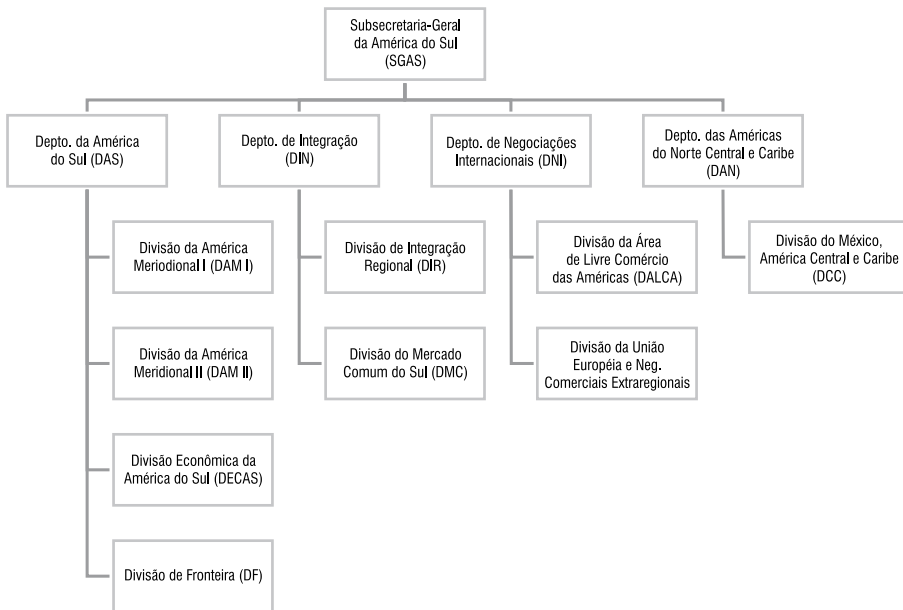 Subsecretaria-Geral
da América do Sul
(SGAS)
Depto. da América
do Sul (DAS)
Depto. de Integração
(DIN)
Depto. de Negociações
Internacionais (DNI)
Depto. das Américas
do Norte Central e Caribe
(DAN)
Divisão da América
Meriodional I (DAM I)
Divisão de Integração
Regional (DIR)
Divisão da Área
de Livre Comércio
das Américas (DALCA)
Divisão do México,
América Central e Caribe
(DCC)
Divisão da América
Meridional II (DAM II)
Divisão do Mercado
Comum do Sul (DMC)
Divisão da União
Européia e Neg.
Comerciais Extraregionais
Divisão Econômica da
América do Sul (DECAS)
Divisão de Fronteira (DF)